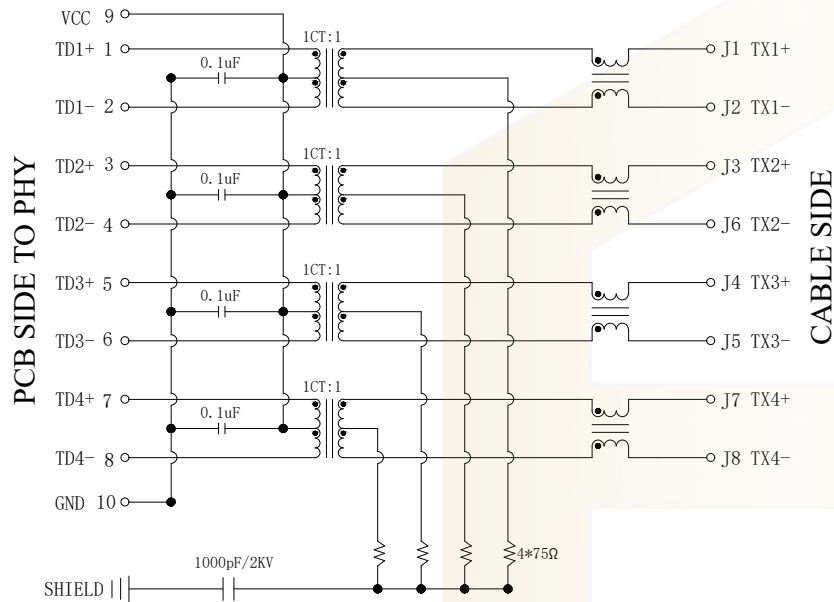 VCC 9
TD1+ 1
1CT:1
J1 TX1+
0.1uF
TD1- 2
J2 TX1-
TD2+ 3
1CT:1
J3 TX2+
0.1uF
TD2- 4
J6 TX2-
TD3+ 5
1CT:1
J4 TX3+
0.1uF
TD3- 6
J5 TX3-
TD4+ 7
1CT:1
J7 TX4+
0.1uF
TD4- 8
J8 TX4-
GND 10
4*75Ω
1000pF/2KV
SHIELD
PCB SIDE TO PHY
CABLE SIDE